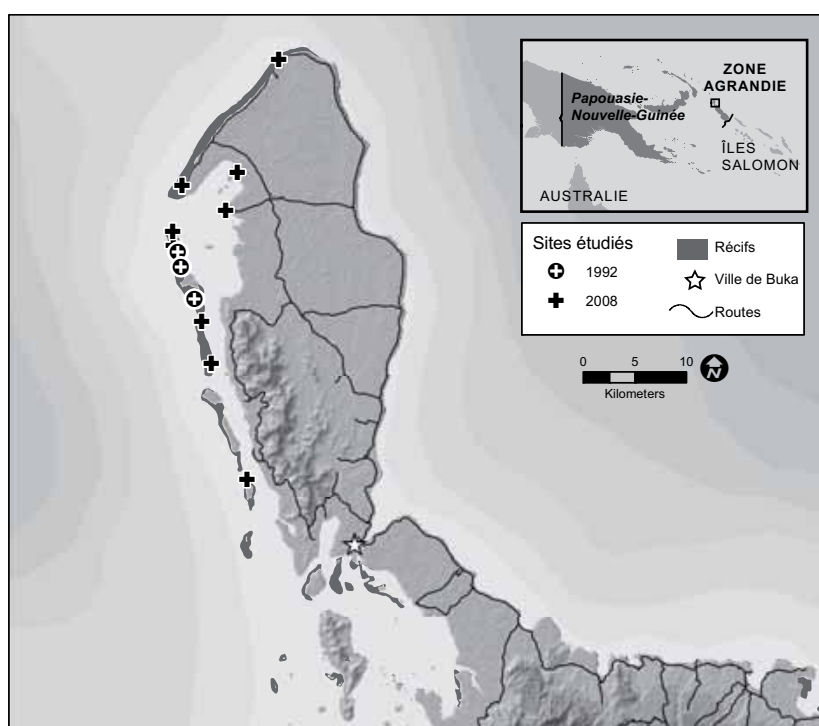 ZONE
AGRANDIE
Papouasie-
Nouvelle-Guinée
ÎLES
SALOMON
AUSTRALIE
Sites étudiés
1992
2008
Récifs
Ville de Buka
Routes
0 5 10
Kilometers
N